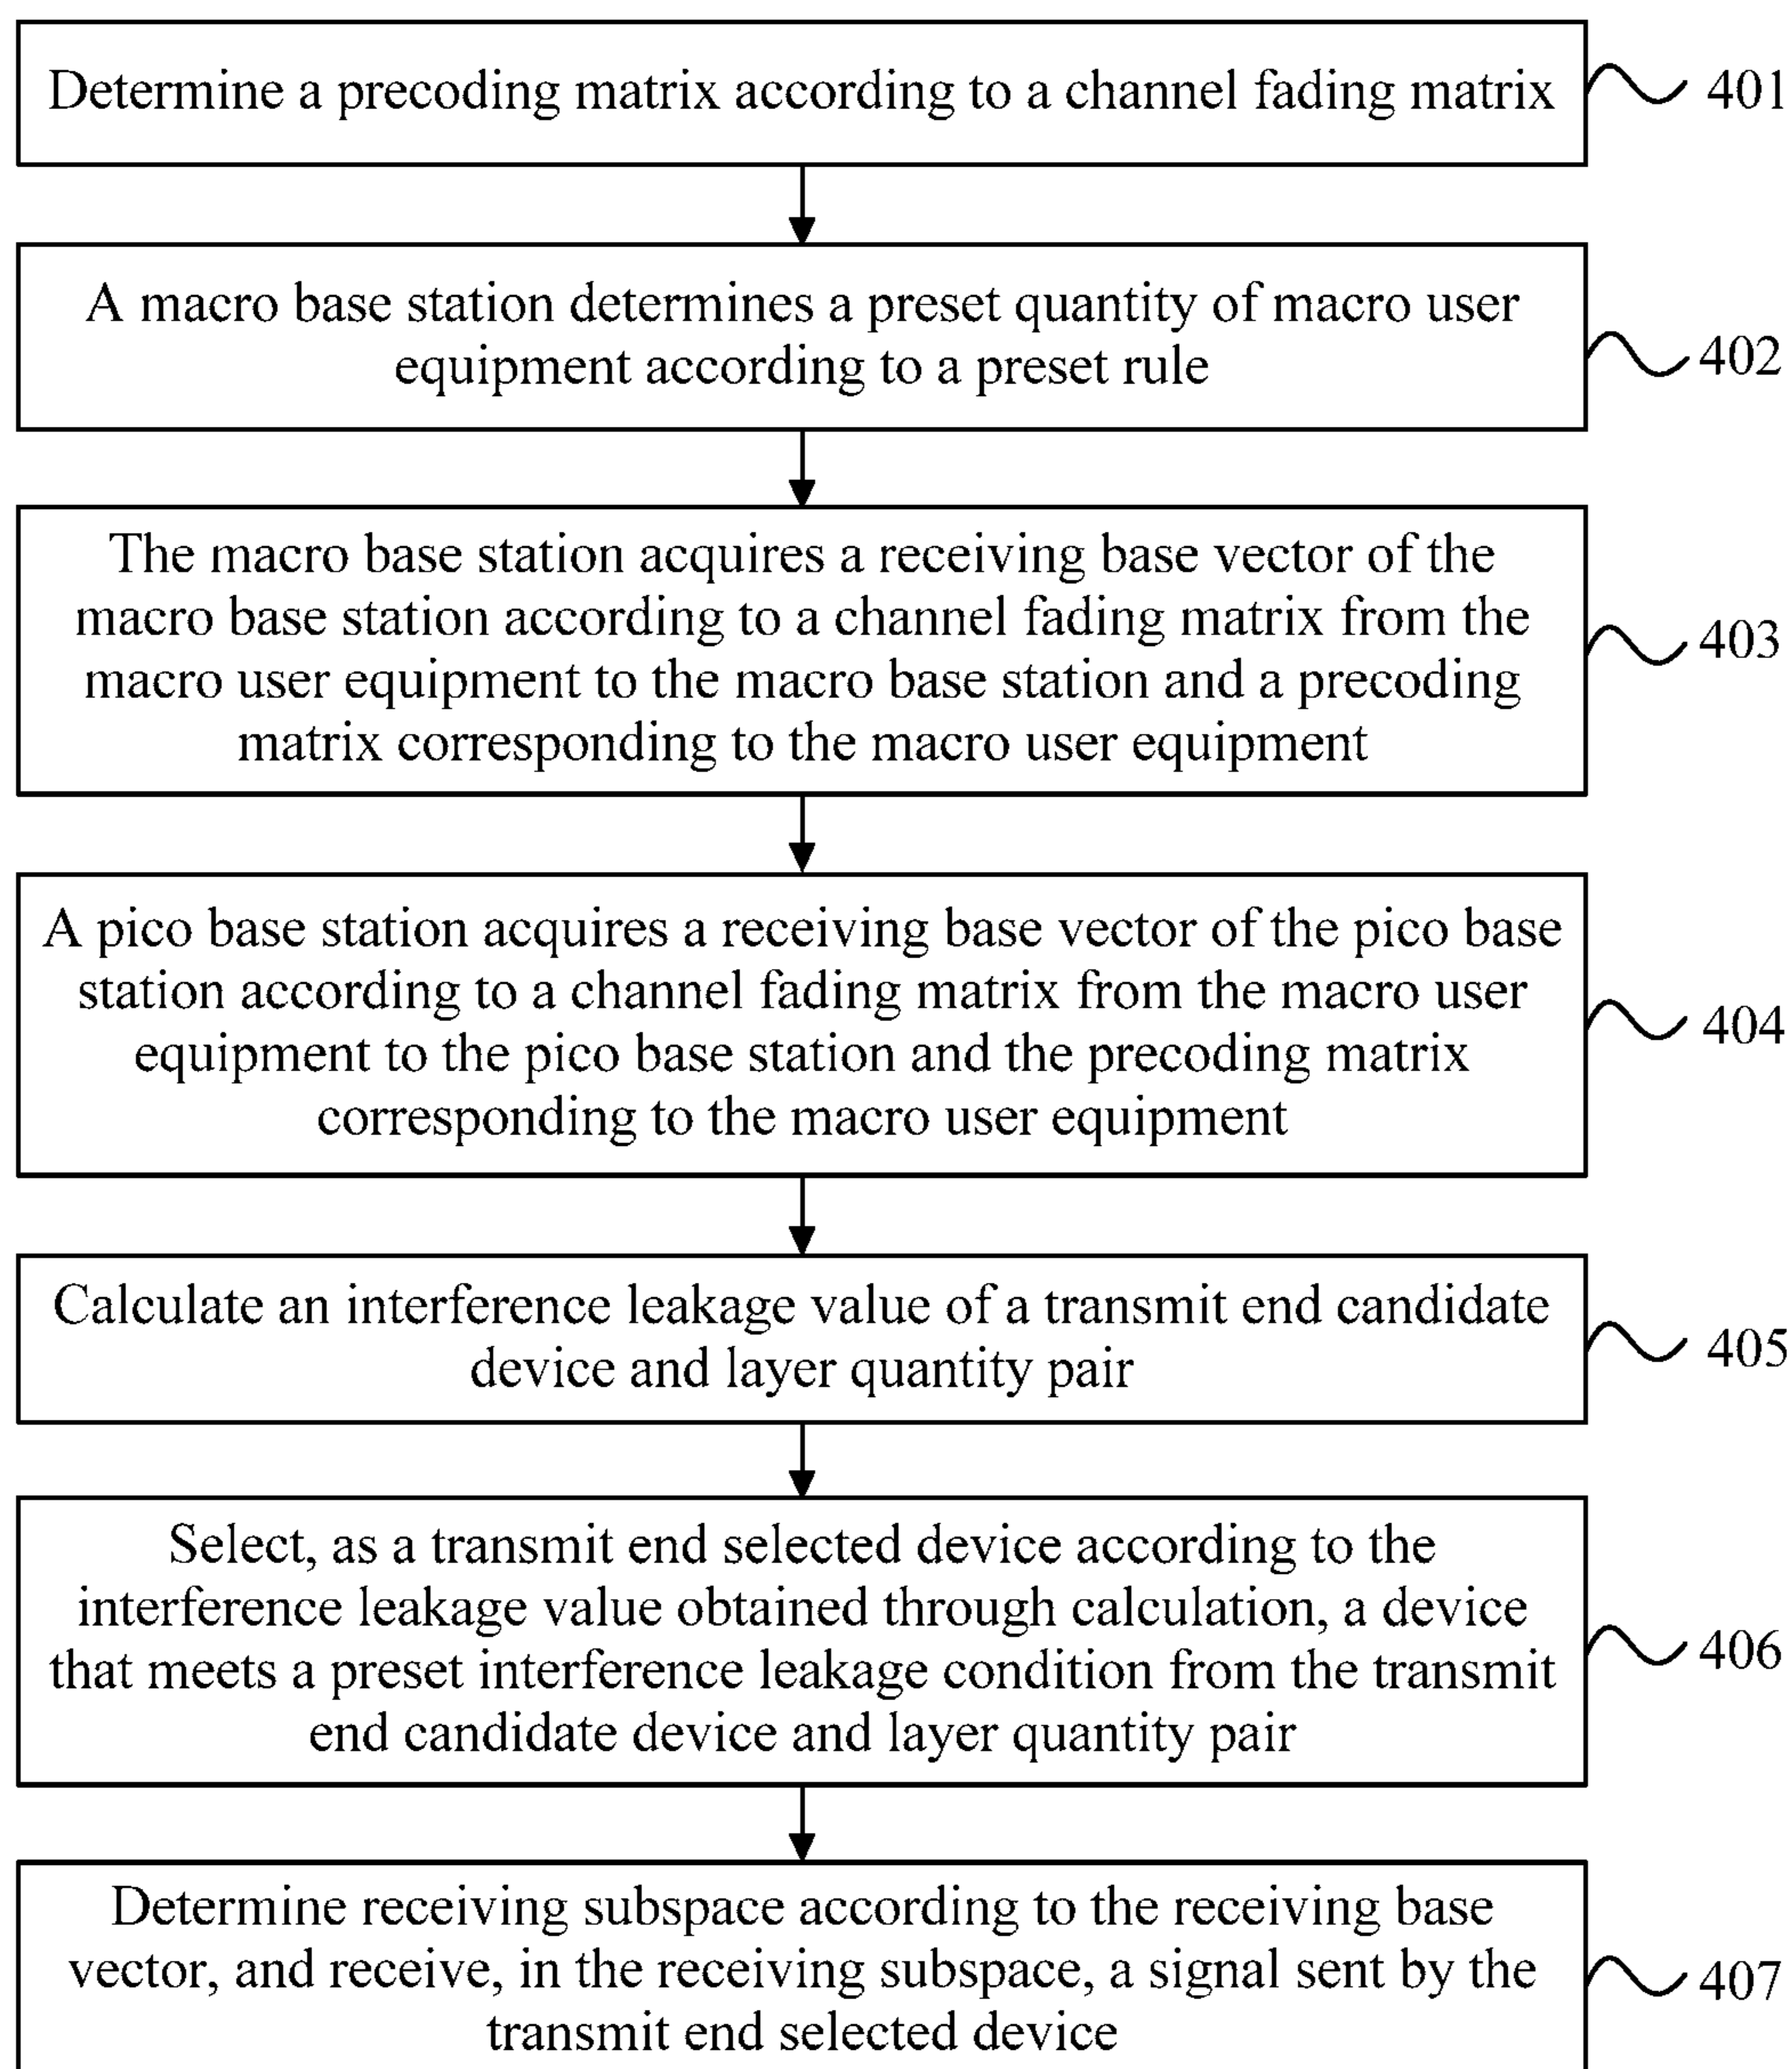 Determine a precoding matrix according to a channel fading matrix
401
A macro base station determines a preset quantity of macro user
equipment according to a preset rule
402
The macro base station acquires a receiving base vector of the
macro base station according to a channel fading matrix from the
macro user equipment to the macro base station and a precoding
matrix corresponding to the macro user equipment
403
A pico base station acquires a receiving base vector of the pico base
station according to a channel fading matrix from the macro user
equipment to the pico base station and the precoding matrix
corresponding to the macro user equipment
404
Calculate an interference leakage value of a transmit end candidate
device and layer quantity pair
405
Select, as a transmit end selected device according to the
interference leakage value obtained through calculation, a device
that meets a preset interference leakage condition from the transmit
end candidate device and layer quantity pair
406
Determine receiving subspace according to the receiving base
vector, and receive, in the receiving subspace, a signal sent by the
transmit end selected device
407